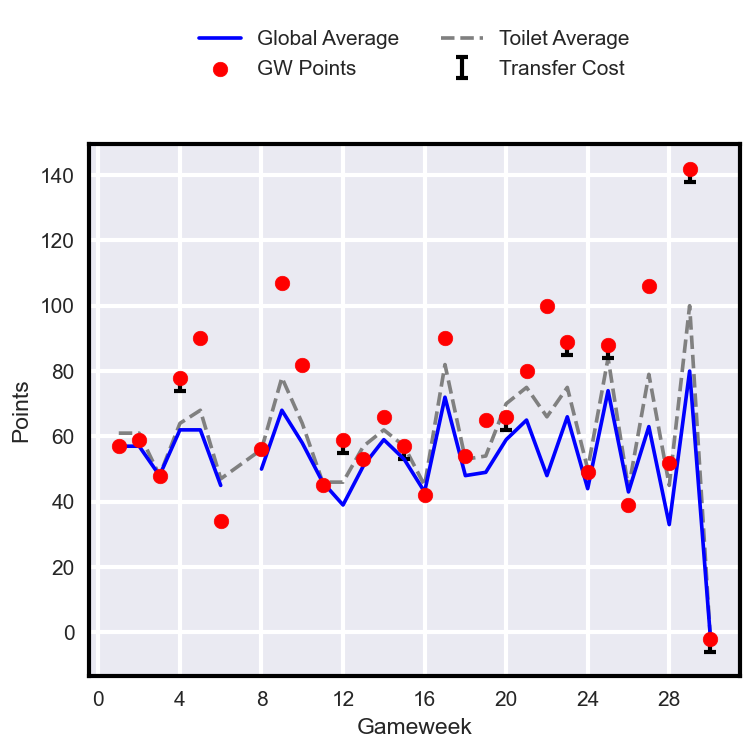 Global Average
Toilet Average
GW Points
Transfer Cost
140
120
100
80
60
40
20
0
Points
0 4 8 12 16 20 24 28
Gameweek